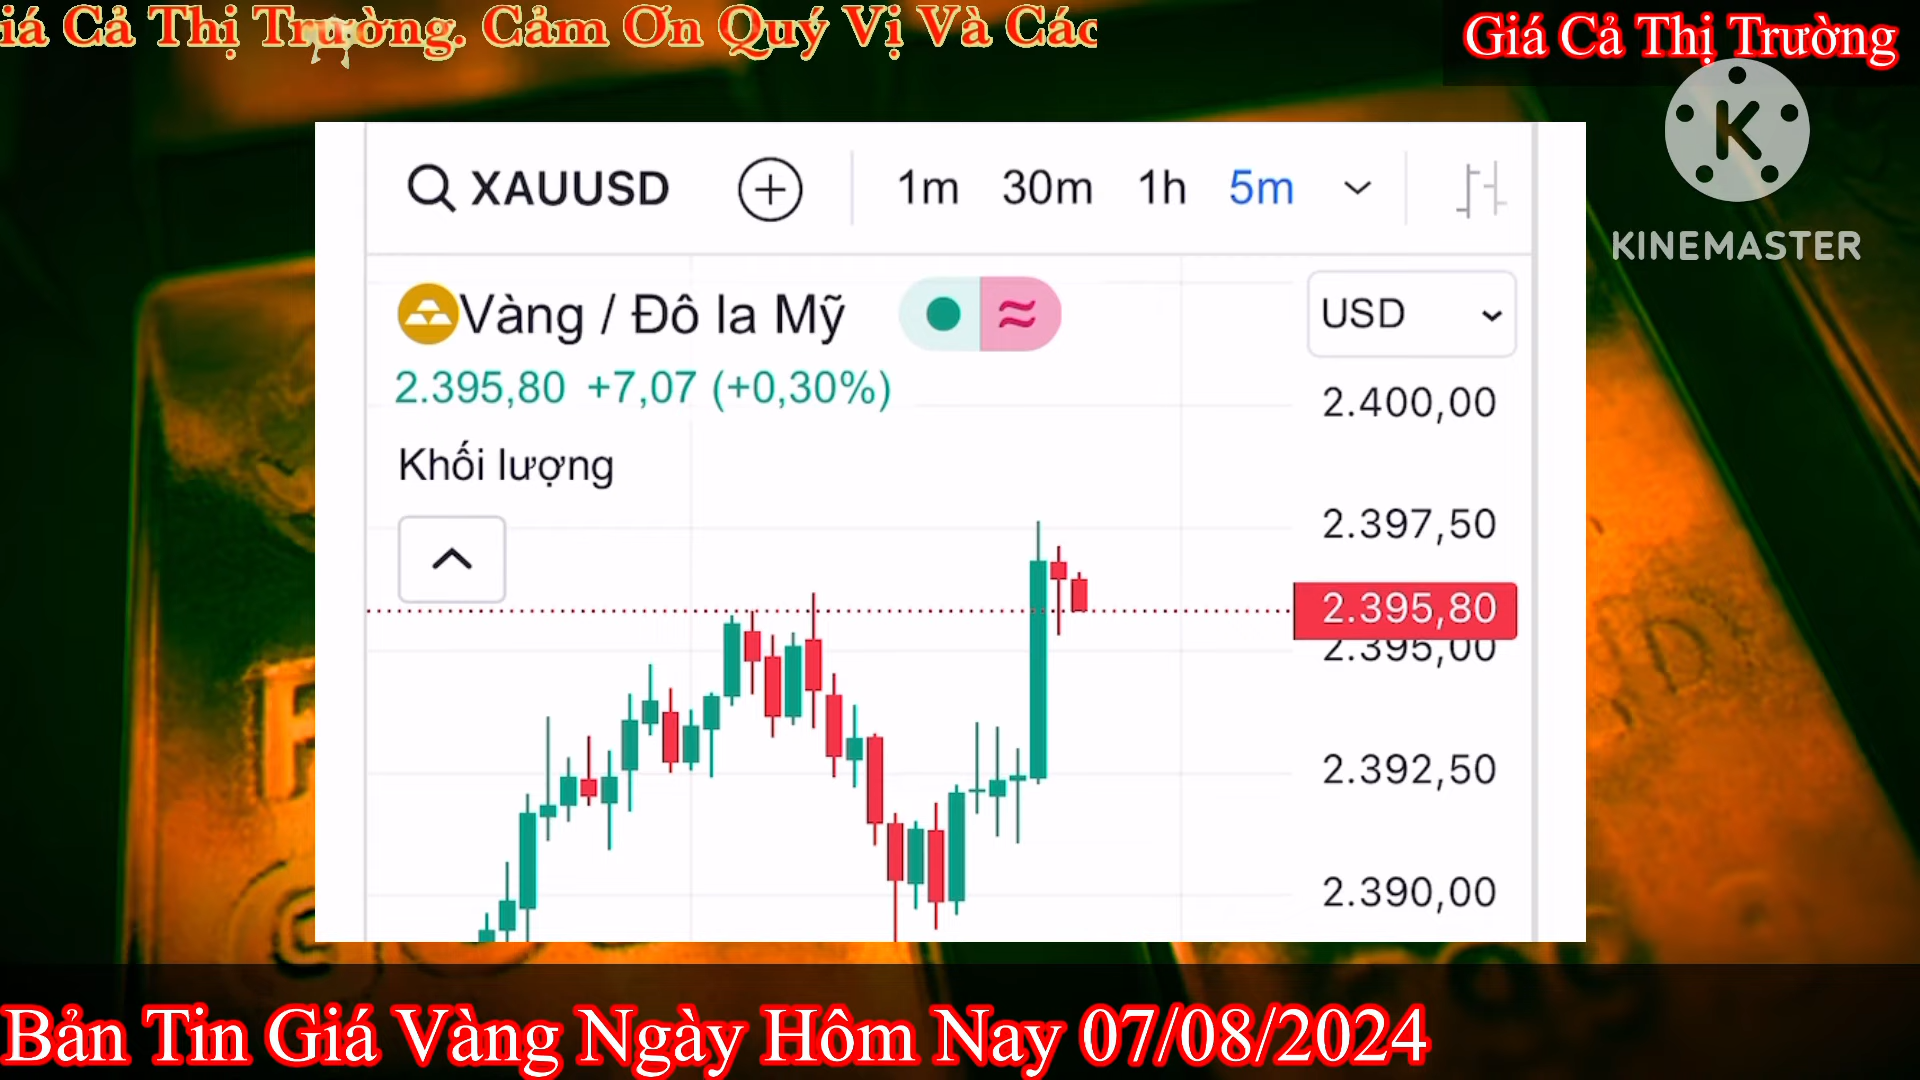 iá Cả Thị Trường. Cảm Ơn Quý Vị Và Các
Giá Cả Thị Trường
KINEMASTER
XAUUSD 1m 30m 1h 5m
Vàng / Đô la Mỹ
USD
2.395,80 +7,07 (+0,30%)
2.400,00
Khối lượng
2.397,50
2.395,80
2.395,00
2.392,50
2.390,00
Bản Tin Giá Vàng Ngày Hôm Nay 07/08/2024